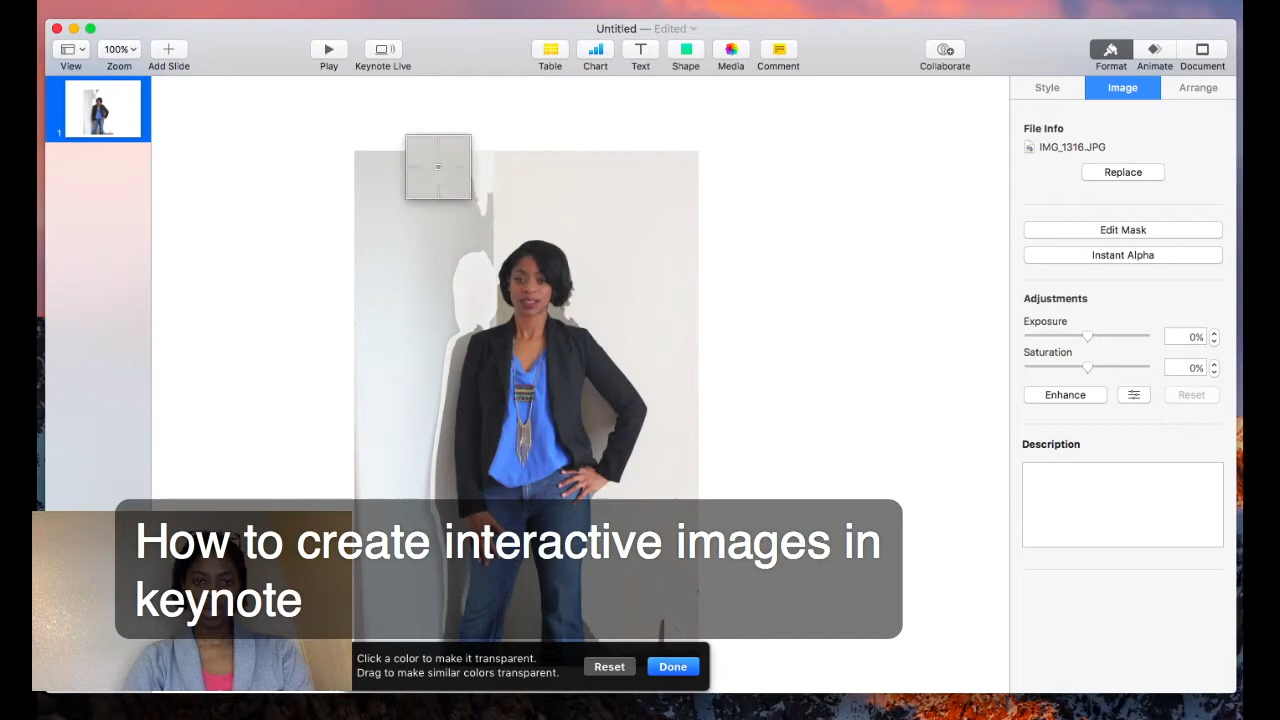 Untitled — Edited
100%
View
Zoom
Add Slide
Play
Keynote Live
Table
Chart
Text
Shape
Media
Comment
Collaborate
Format
Animate
Document
1
Style
Image
Arrange
File Info
IMG_1316.JPG
Replace
Edit Mask
Instant Alpha
Adjustments
Exposure
0%
Saturation
0%
Enhance
Reset
Description
How to create interactive images in
keynote
Click a color to make it transparent.
Drag to make similar colors transparent.
Reset
Done